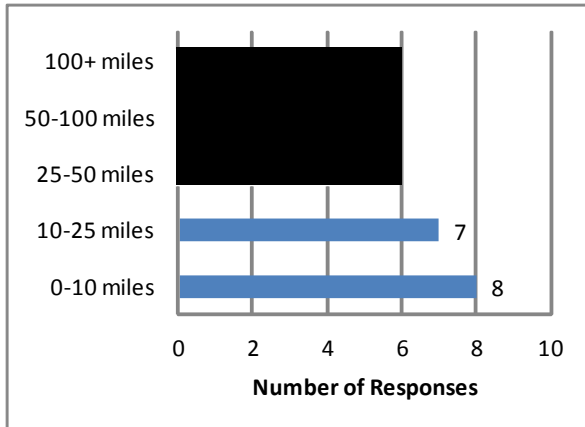 100+ miles
50-100 miles
25-50 miles
10-25 miles
7
0-10 miles
8
0 2 4 6 8 10
Number of Responses